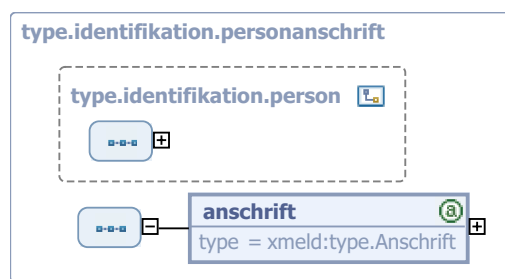 type.identifikation.personanschrift
type.identifikation.person
anschrift
type = xmeld:type.Anschrift